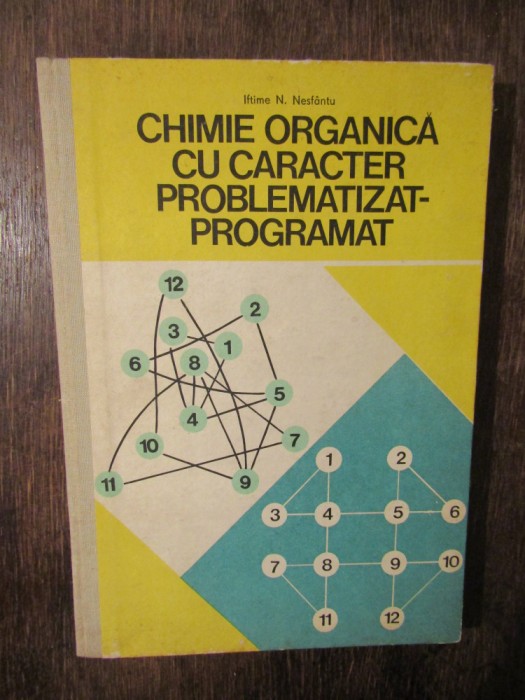 Iftime N. Nesfântu
CHIMIE ORGANICĂ
CU CARACTER
PROBLEMATIZAT-
PROGRAMAT
12
2
3
1
8
6
5
4
7
10
9
11
1 2
3 4 5 6
7 8 9 10
11 12